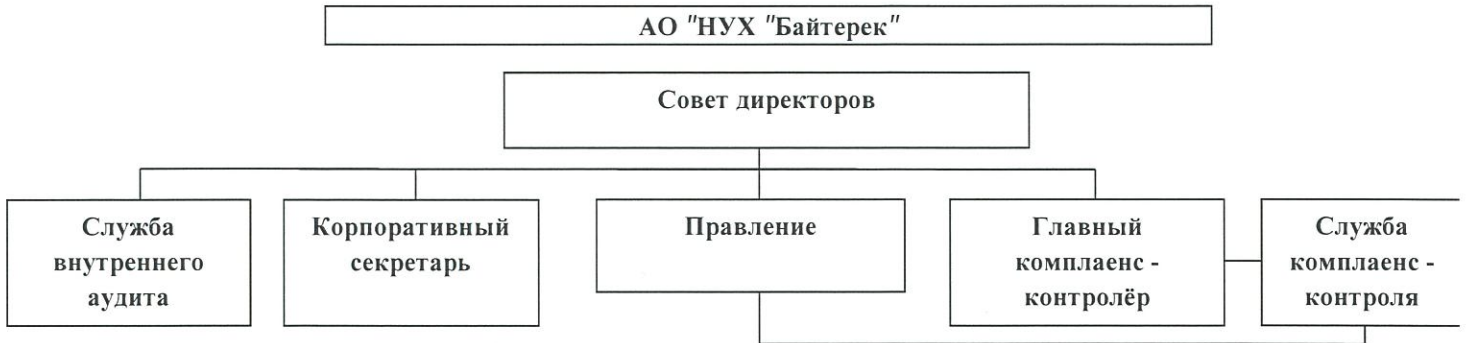 АО "НУХ "Байтерек"
Совет директоров
Служба
внутреннего
аудита
Корпоративный
секретарь
Правление
Главный
комплаенс -
контролёр
Служба
комплаенс -
контроля